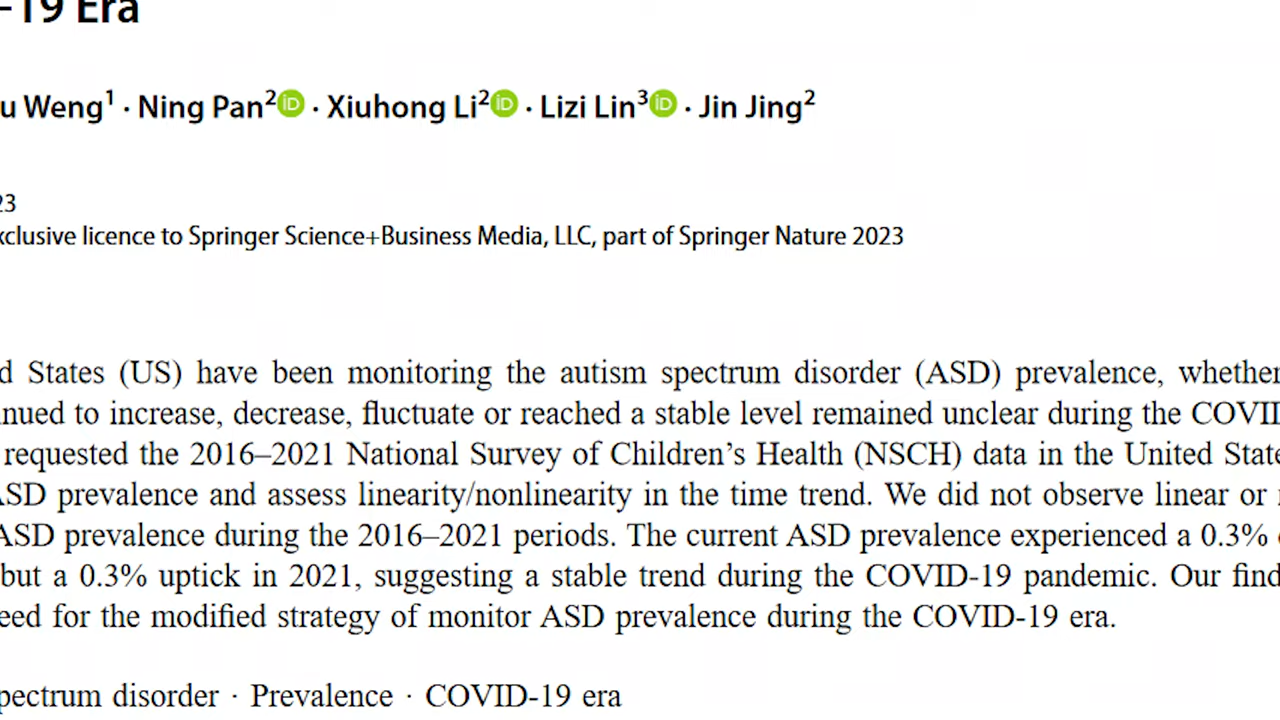 -19 Era
u Weng1 · Ning Pan2 iD · Xiuhong Li2 iD · Lizi Lin3 iD · Jin Jing2
23
xclusive licence to Springer Science+Business Media, LLC, part of Springer Nature 2023
d States (US) have been monitoring the autism spectrum disorder (ASD) prevalence, whether
nued to increase, decrease, fluctuate or reached a stable level remained unclear during the COVI
requested the 2016–2021 National Survey of Children’s Health (NSCH) data in the United State
ASD prevalence and assess linearity/nonlinearity in the time trend. We did not observe linear or
ASD prevalence during the 2016–2021 periods. The current ASD prevalence experienced a 0.3%
but a 0.3% uptick in 2021, suggesting a stable trend during the COVID-19 pandemic. Our find
eed for the modified strategy of monitor ASD prevalence during the COVID-19 era.
pectrum disorder · Prevalence · COVID-19 era